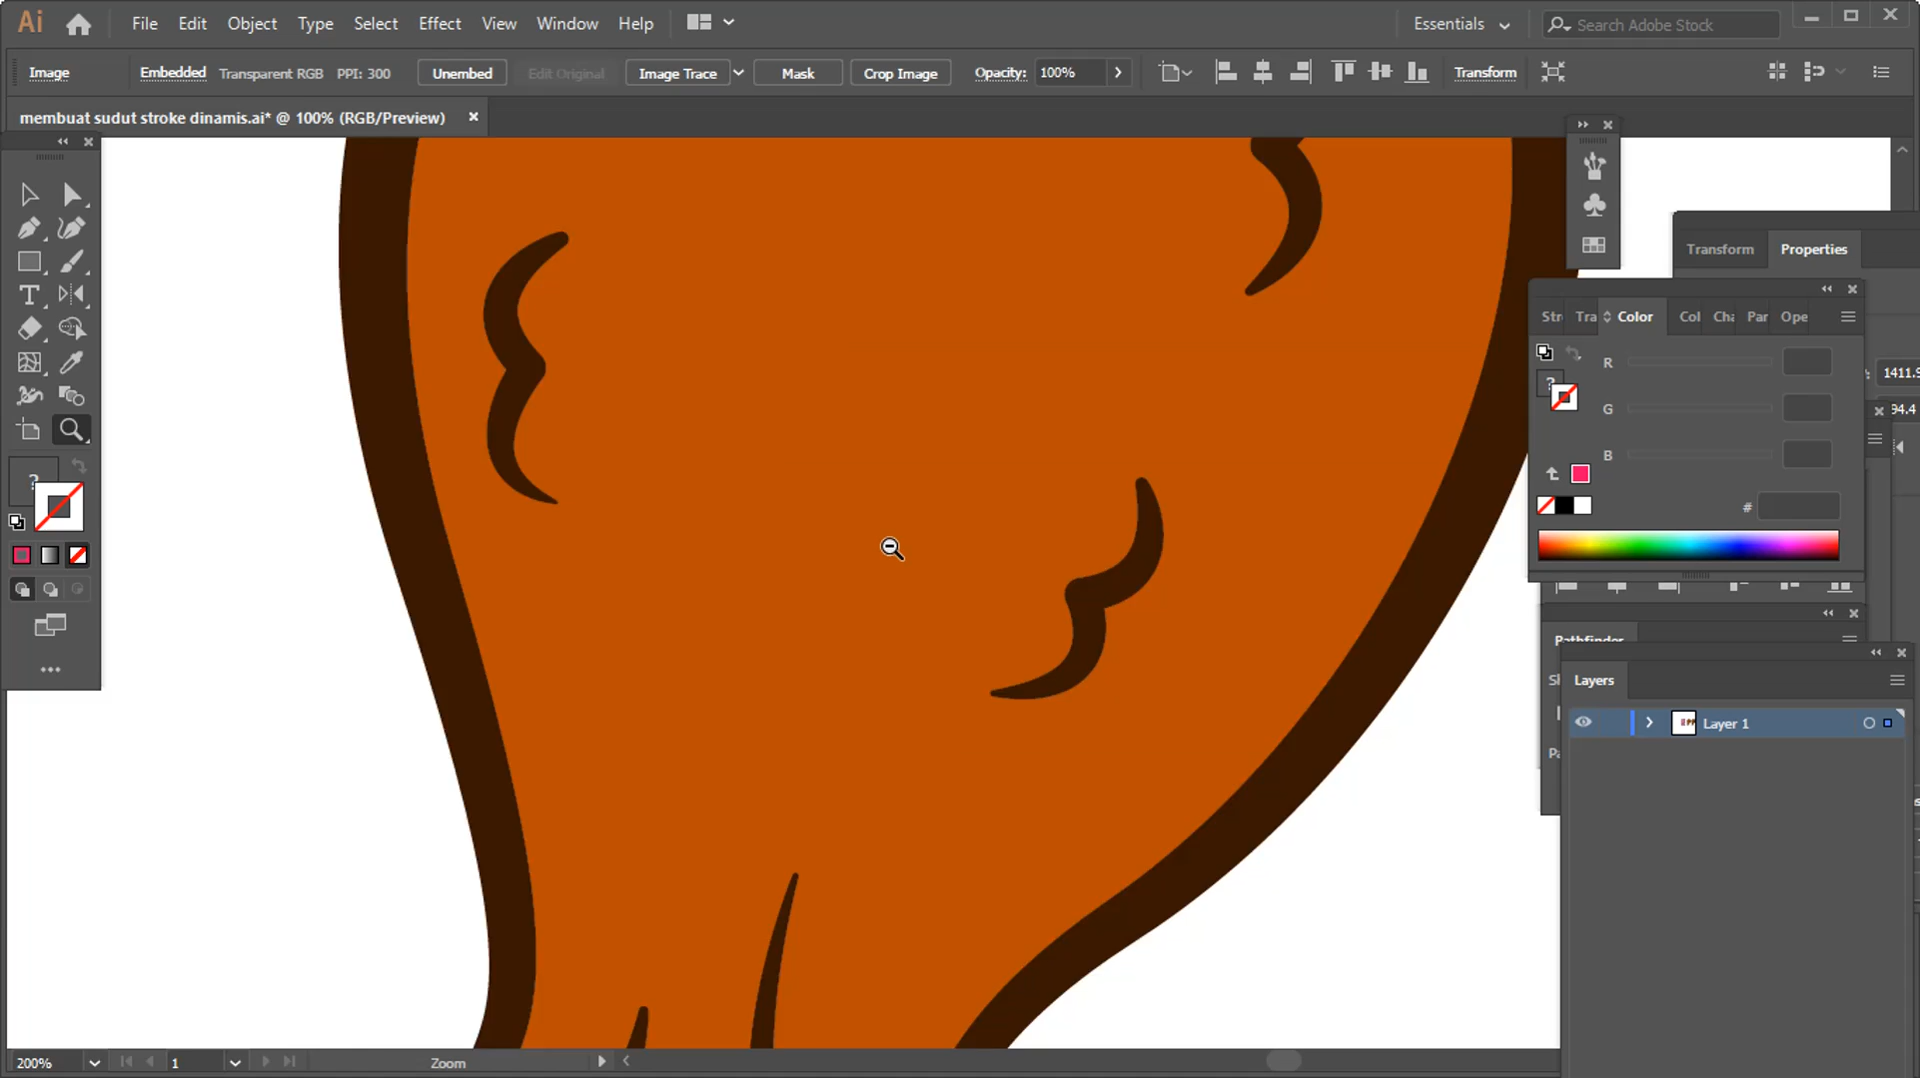 Ai File Edit Object Type Select Effect View Window Help Essentials Search Adobe Stock
Image Embedded Transparent RGB PPI: 300 Unembed Edit Original Image Trace Mask Crop Image Opacity: 100% Transform
membuat sudut stroke dinamis.ai* @ 100% (RGB/Preview)
Transform Properties
Str Tra Color Col Cha Par Ope
R
1411.9
?
G
94.4
B
?
#
Pathfinder
Layers
Layer 1
200% 1 Zoom